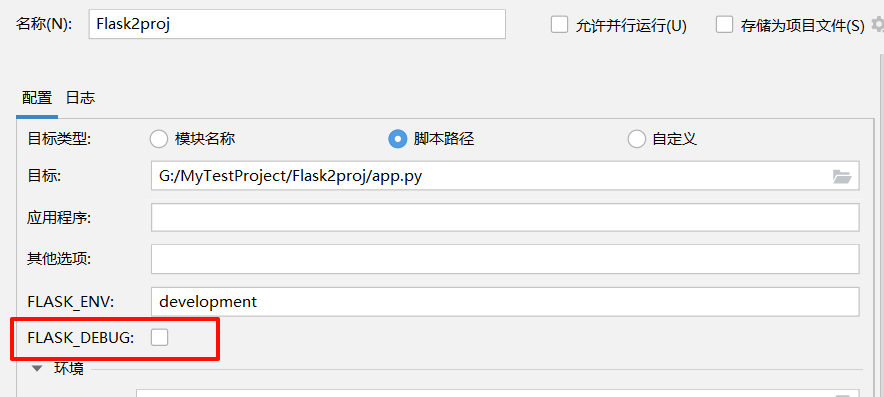 名称(N): Flask2proj 允许并行运行(U) 存储为项目文件(S)
配置 日志
目标类型: 模块名称 脚本路径 自定义
目标: G:/MyTestProject/Flask2proj/app.py
应用程序:
其他选项:
FLASK_ENV: development
FLASK_DEBUG:
环境